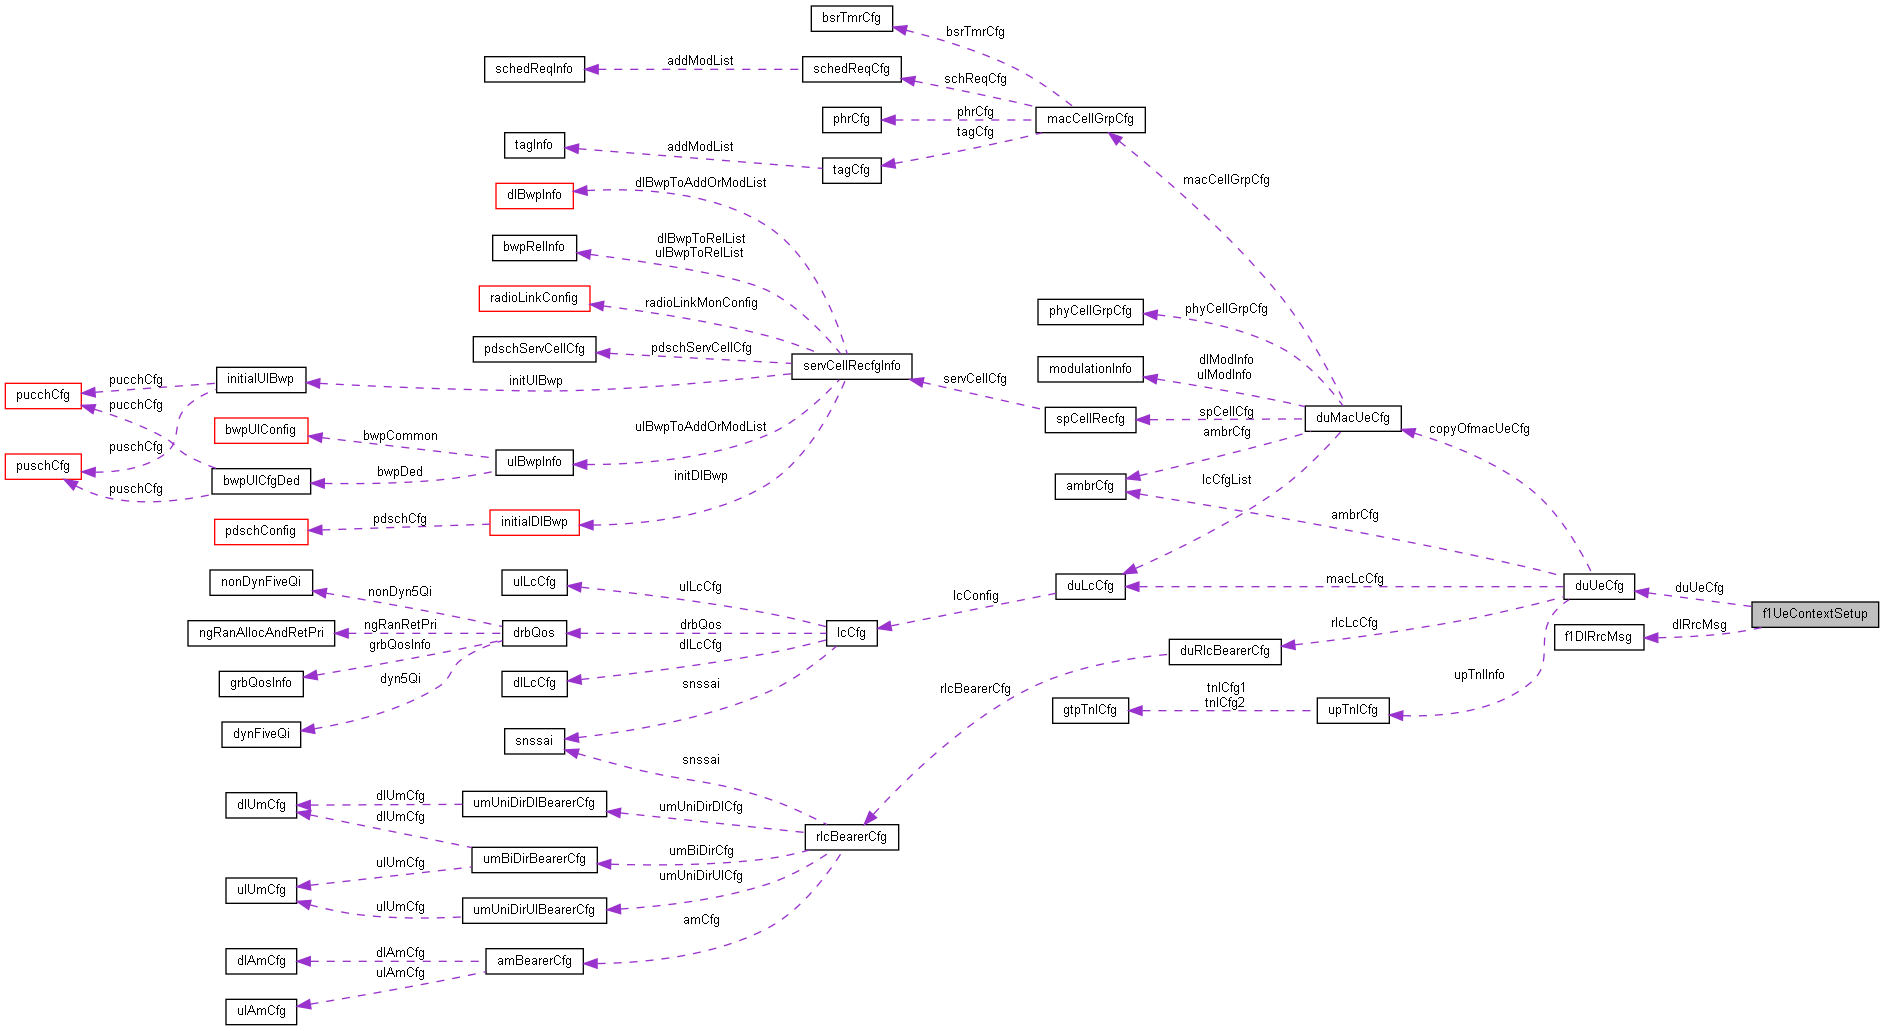 bsrTmrCfg
bsrTmrCfg
schedReqInfo
addModList
schedReqCfg
schReqCfg
phrCfg
phrCfg
macCellGrpCfg
tagInfo
addModList
tagCfg
tagCfg
macCellGrpCfg
dlBwpInfo
dlBwpToAddOrModList
bwpRelInfo
dlBwpToRelList
ulBwpToRelList
radioLinkConfig
radioLinkMonConfig
phyCellGrpCfg
phyCellGrpCfg
pdschServCellCfg
pdschServCellCfg
servCellRecfgInfo
servCellCfg
modulationInfo
dlModInfo
ulModInfo
pucchCfg
pucchCfg
pucchCfg
initialUlBwp
initUlBwp
spCellRecfg
spCellCfg
duMacUeCfg
copyOfmacUeCfg
bwpUlConfig
bwpCommon
ulBwpToAddOrModList
ambrCfg
puschCfg
puschCfg
puschCfg
bwpUlCfgDed
bwpDed
ulBwpInfo
initDlBwp
ambrCfg
lcCfgList
ambrCfg
pdschConfig
pdschCfg
initialDlBwp
nonDynFiveQi
nonDyn5Qi
ulLcCfg
ulLcCfg
lcConfig
duLcCfg
macLcCfg
duUeCfg
duUeCfg
f1UeContextSetup
ngRanAllocAndRetPri
ngRanRetPri
grbQosInfo
drbQos
drbQos
dlLcCfg
lcCfg
rlcLcCfg
f1DlRrcMsg
dlRrcMsg
grbQosInfo
dyn5Qi
dlLcCfg
snssai
rlcBearerCfg
duRlcBearerCfg
upTnlInfo
dynFiveQi
snssai
snssai
gtpTnlCfg
tnlCfg1
tnlCfg2
upTnlCfg
dlUmCfg
dlUmCfg
dlUmCfg
umUniDirDlBearerCfg
umUniDirDlCfg
rlcBearerCfg
ulUmCfg
ulUmCfg
ulUmCfg
umBiDirBearerCfg
umBiDirCfg
umUniDirUlBearerCfg
umUniDirUlCfg
amCfg
dlAmCfg
dlAmCfg
amBearerCfg
ulAmCfg
ulAmCfg